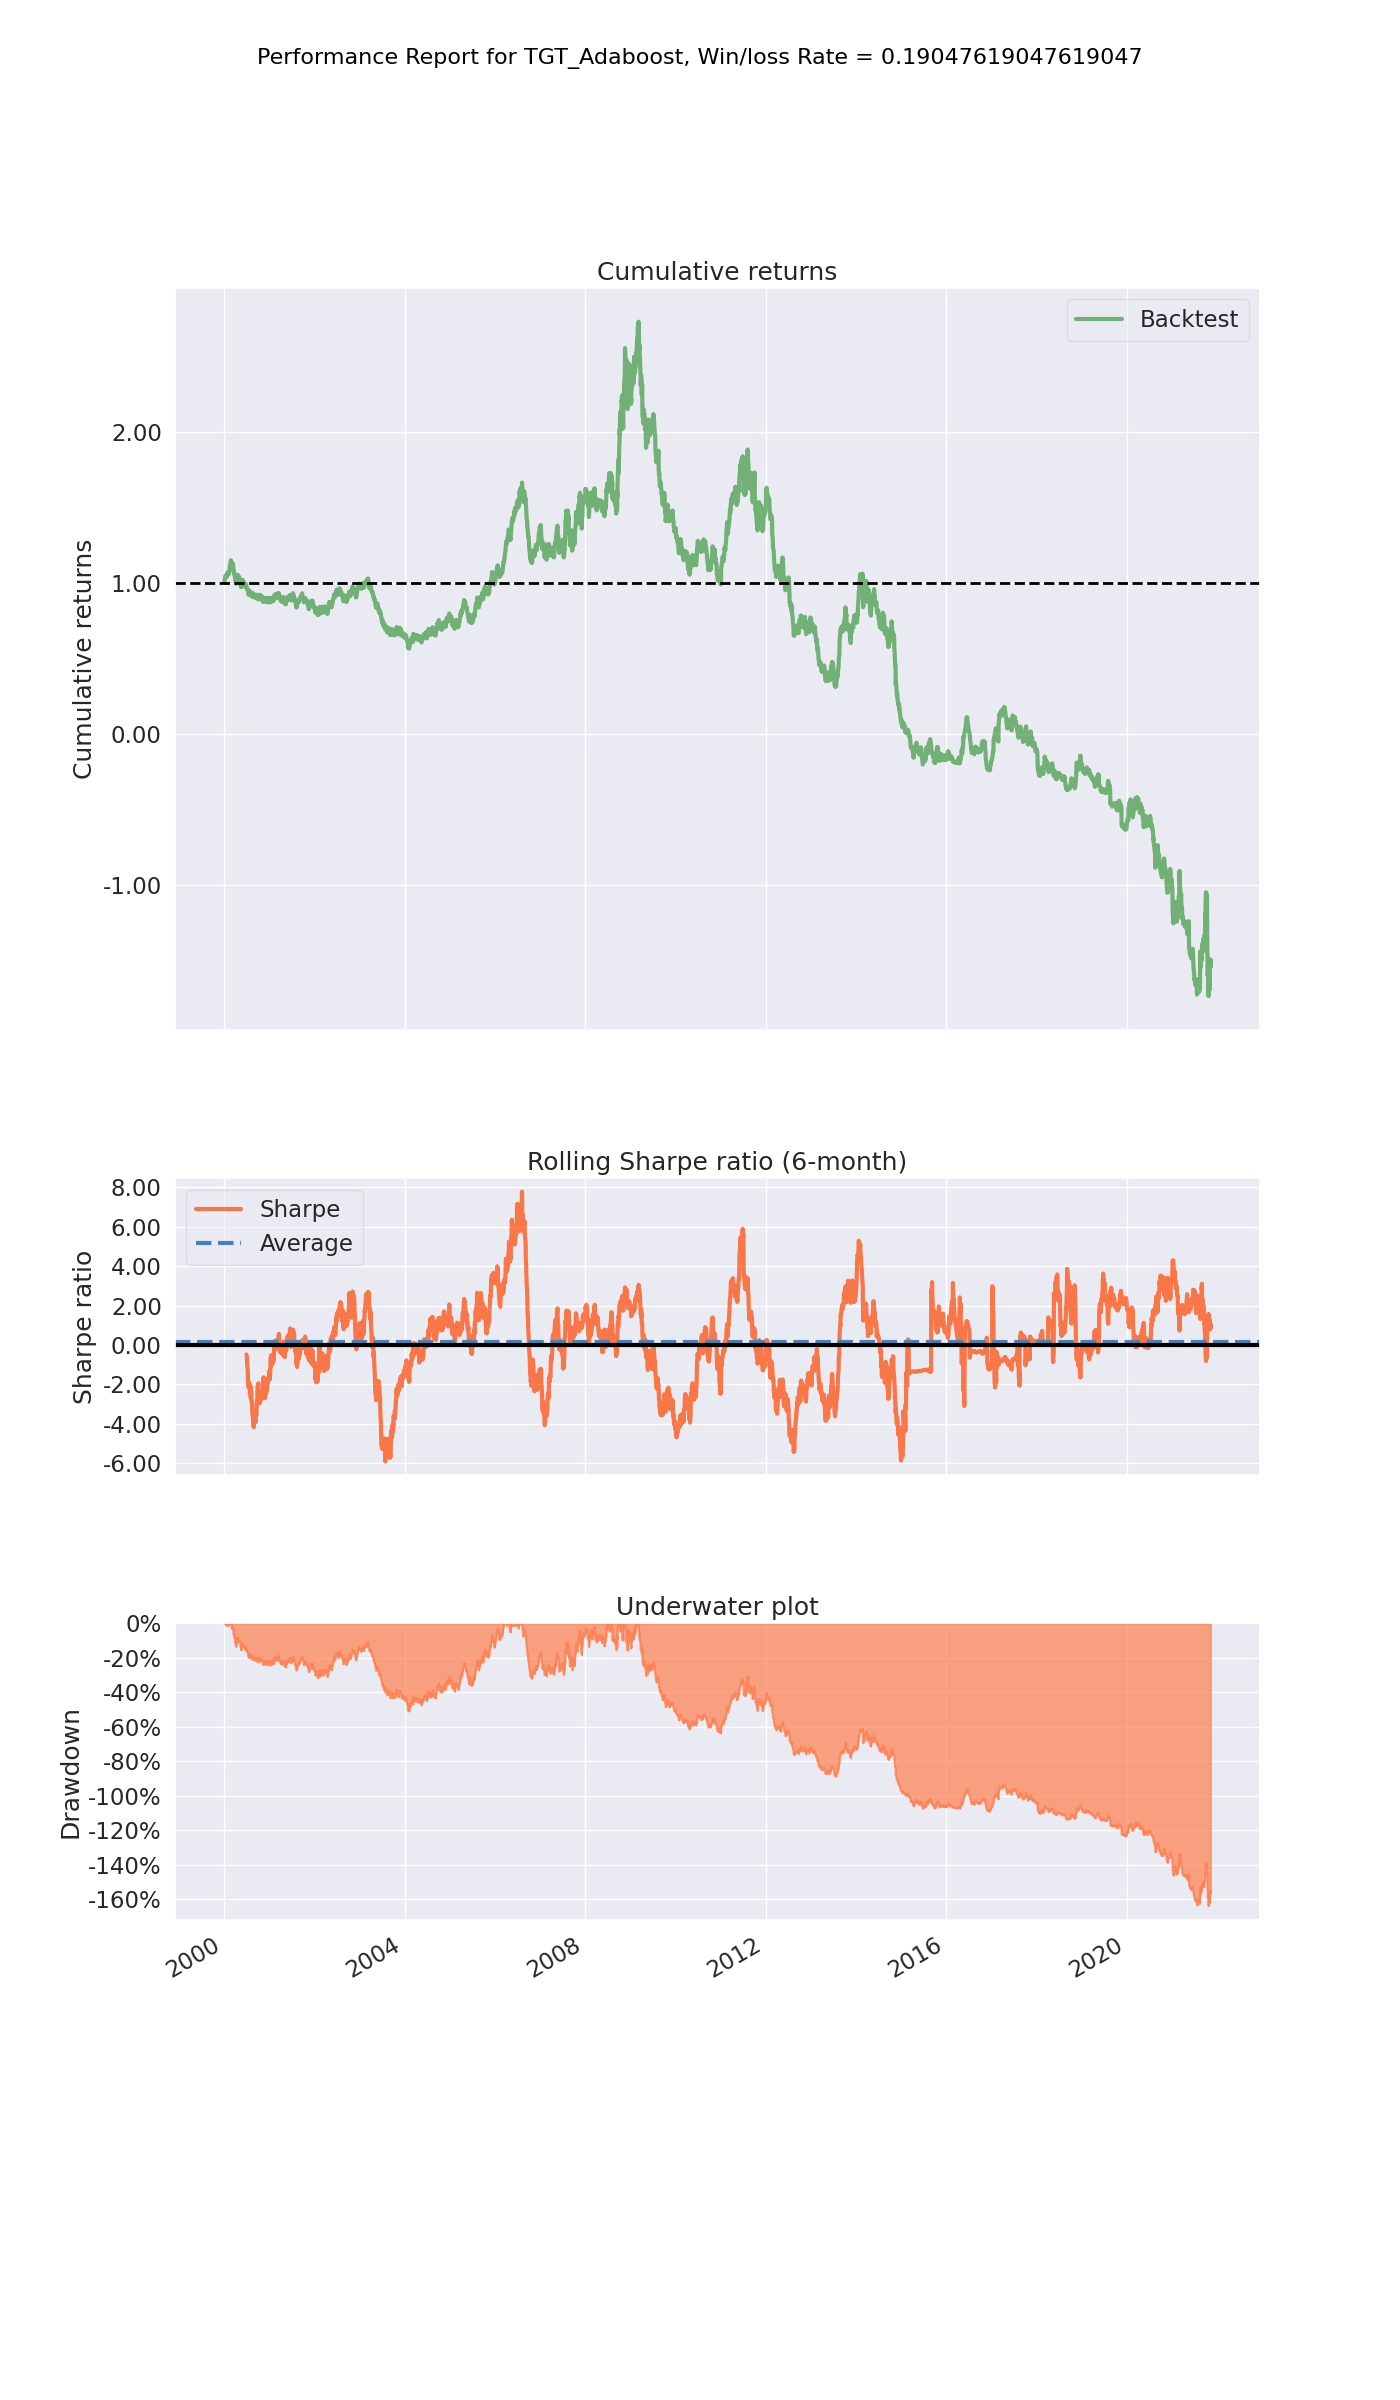 Performance Report for TGT_Adaboost, Win/loss Rate = 0.19047619047619047
Cumulative returns
Backtest
Cumulative returns
2.00
1.00
0.00
-1.00
Rolling Sharpe ratio (6-month)
Sharpe
Average
Sharpe ratio
8.00
6.00
4.00
2.00
0.00
-2.00
-4.00
-6.00
Underwater plot
Drawdown
0%
-20%
-40%
-60%
-80%
-100%
-120%
-140%
-160%
2000
2004
2008
2012
2016
2020